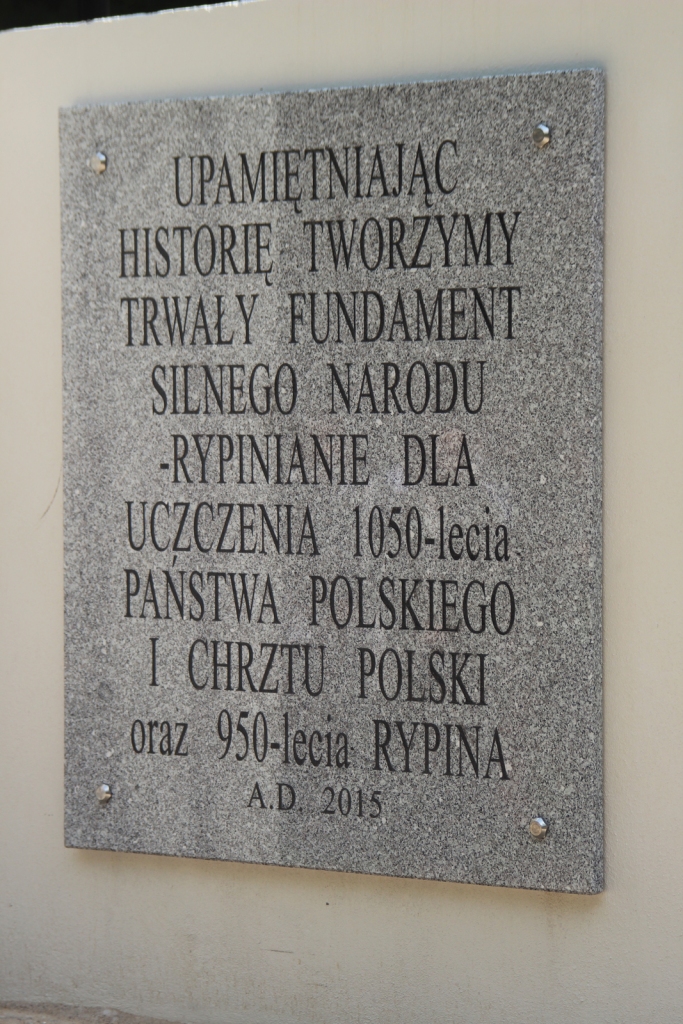 UPAMIĘTNIAJĄC
HISTORIĘ TWORZYMY
TRWAŁY FUNDAMENT
SILNEGO NARODU
-RYPINIANIE DLA
UCZCZENIA 1050-lecia
PAŃSTWA POLSKIEGO
I CHRZTU POLSKI
oraz 950-lecia RYPINA
A.D. 2015